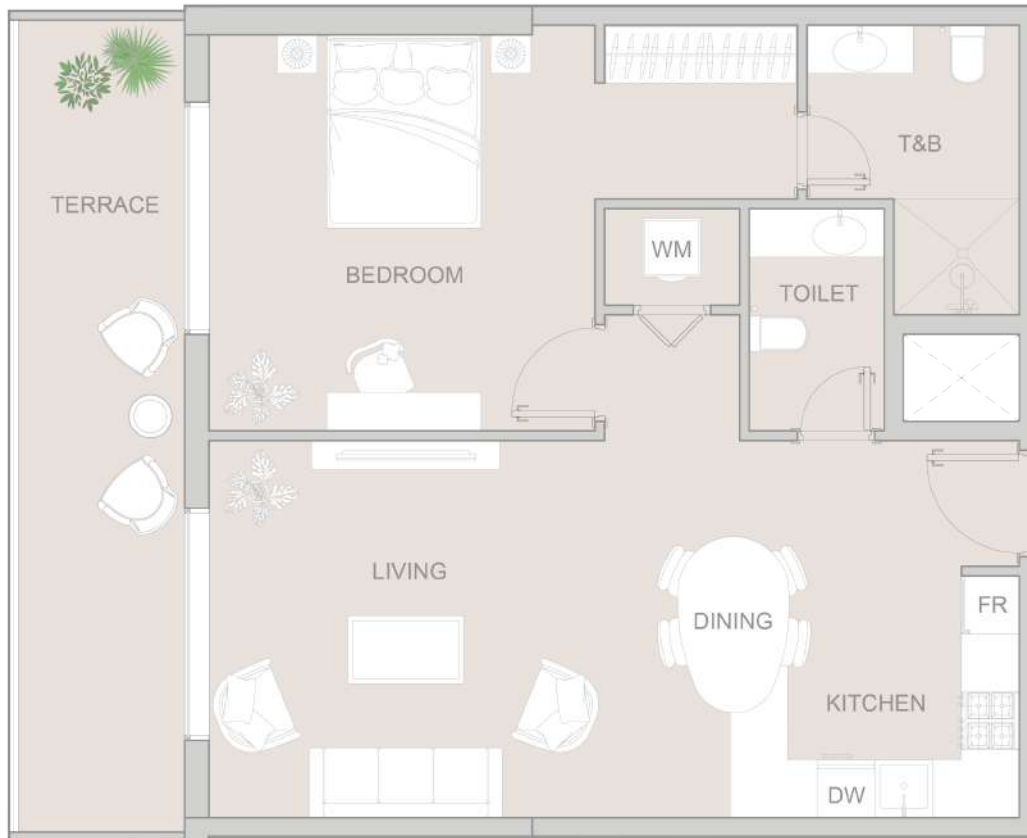 T&B
TERRACE
WM
BEDROOM
TOILET
LIVING
FR
DINING
KITCHEN
DW